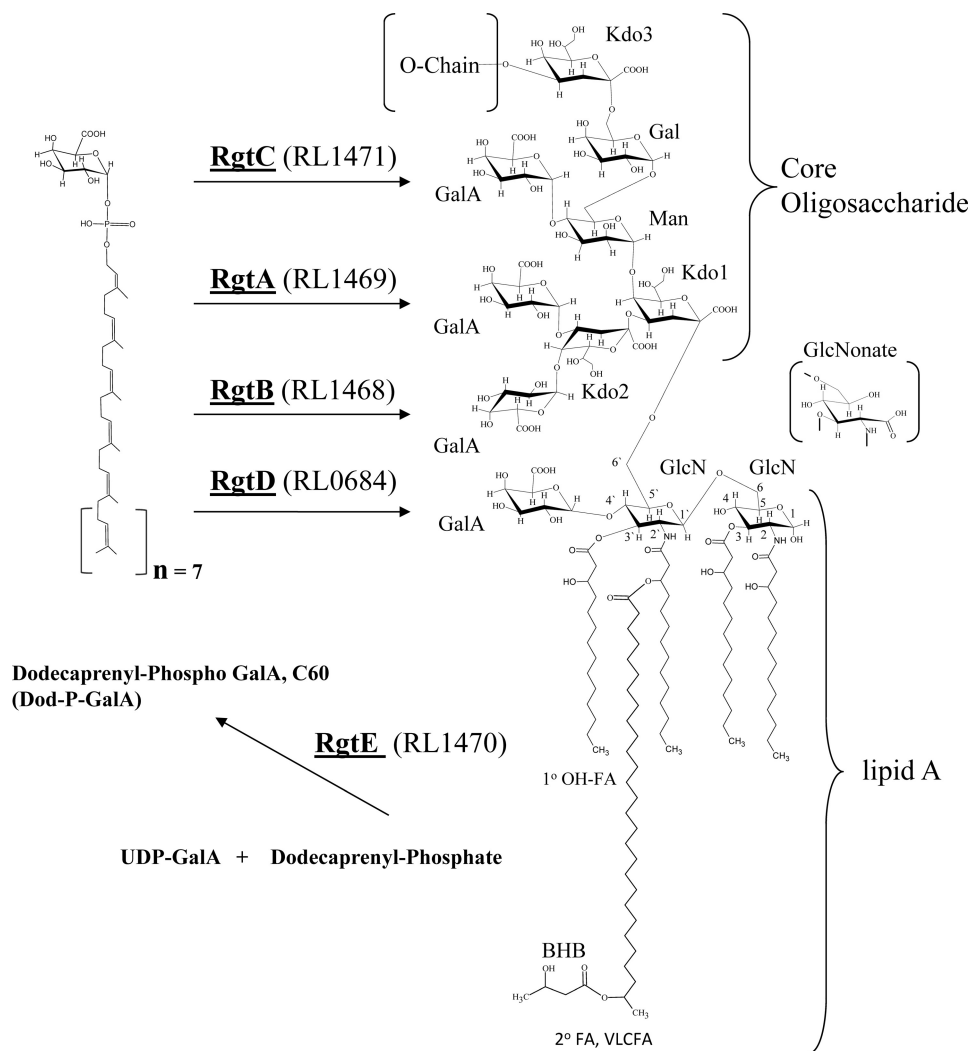 Kdo3
O-Chain
Gal
RgtC (RL1471)
GalA
Core
Oligosaccharide
Man
Kdo1
RgtA (RL1469)
GalA
GlcNonate
RgtB (RL1468)
Kdo2
GalA
RgtD (RL0684)
GlcN GlcN
GalA
n = 7
Dodecaprenyl-Phospho GalA, C60
(Dod-P-GalA)
RgtE (RL1470)
1º OH-FA
lipid A
UDP-GalA + Dodecaprenyl-Phosphate
BHB
2º FA, VLCFA